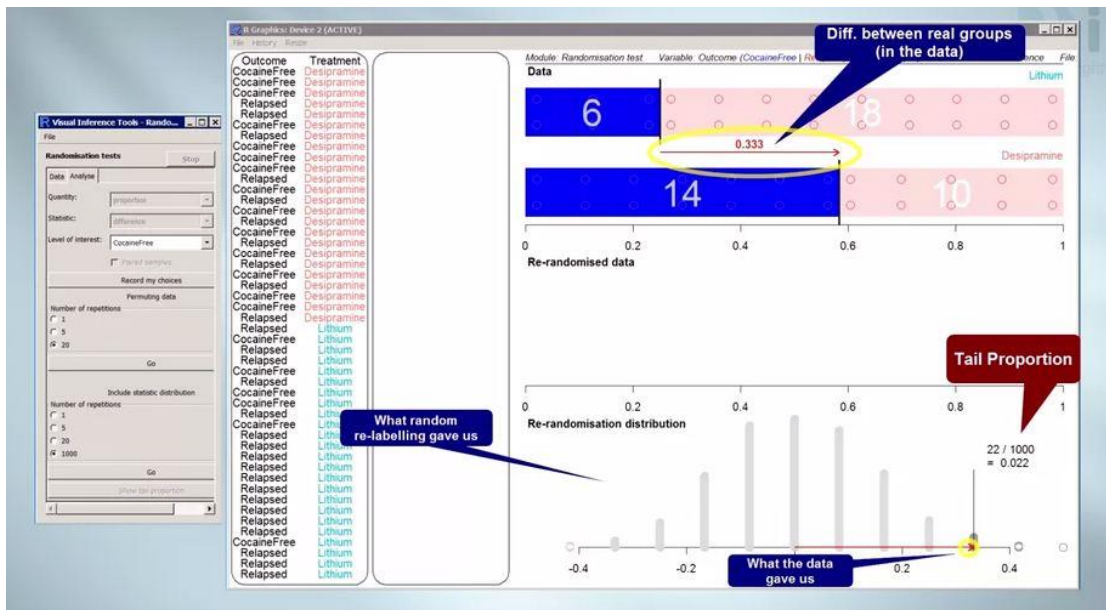 R Graphics: Device 2 (ACTIVE)
File History Resize
Outcome Treatment
CocaineFree Desipramine
CocaineFree Desipramine
CocaineFree Desipramine
Relapsed Desipramine
Relapsed Desipramine
CocaineFree Desipramine
Relapsed Desipramine
CocaineFree Desipramine
CocaineFree Desipramine
CocaineFree Desipramine
Relapsed Desipramine
CocaineFree Desipramine
Relapsed Desipramine
CocaineFree Desipramine
Relapsed Desipramine
CocaineFree Desipramine
Relapsed Desipramine
CocaineFree Desipramine
Relapsed Desipramine
CocaineFree Desipramine
Relapsed Desipramine
CocaineFree Desipramine
CocaineFree Desipramine
Relapsed Desipramine
Relapsed Lithium
CocaineFree Lithium
Relapsed Lithium
Relapsed Lithium
CocaineFree Lithium
Relapsed Lithium
CocaineFree Lithium
CocaineFree Lithium
Relapsed Lithium
CocaineFree Lithium
Relapsed Lithium
Relapsed Lithium
Relapsed Lithium
Relapsed Lithium
Relapsed Lithium
Relapsed Lithium
Relapsed Lithium
Relapsed Lithium
Relapsed Lithium
Relapsed Lithium
CocaineFree Lithium
Relapsed Lithium
Relapsed Lithium
Relapsed Lithium
Visual Inference Tools - Rando...
File
Randomisation tests
Stop
Data Analyse
Quantity: proportion
Statistic: difference
Level of interest: CocaineFree
Paired samples
Record my choices
Permuting data
Number of repetitions
1
5
20
Go
Include statistic distribution
Number of repetitions
1
5
20
1000
Go
Show tail proportion
Module: Randomisation test Variable: Outcome (CocaineFree | File
Data
Diff. between real groups
(in the data)
Lithium
6 18
0.333
Desipramine
14 10
0 0.2 0.4 0.6 0.8 1
Re-randomised data
Tail Proportion
0 0.2 0.4 0.6 0.8 1
Re-randomisation distribution
What random
re-labelling gave us
22 / 1000
= 0.022
-0.4 -0.2 0.2 0.4
What the data
gave us